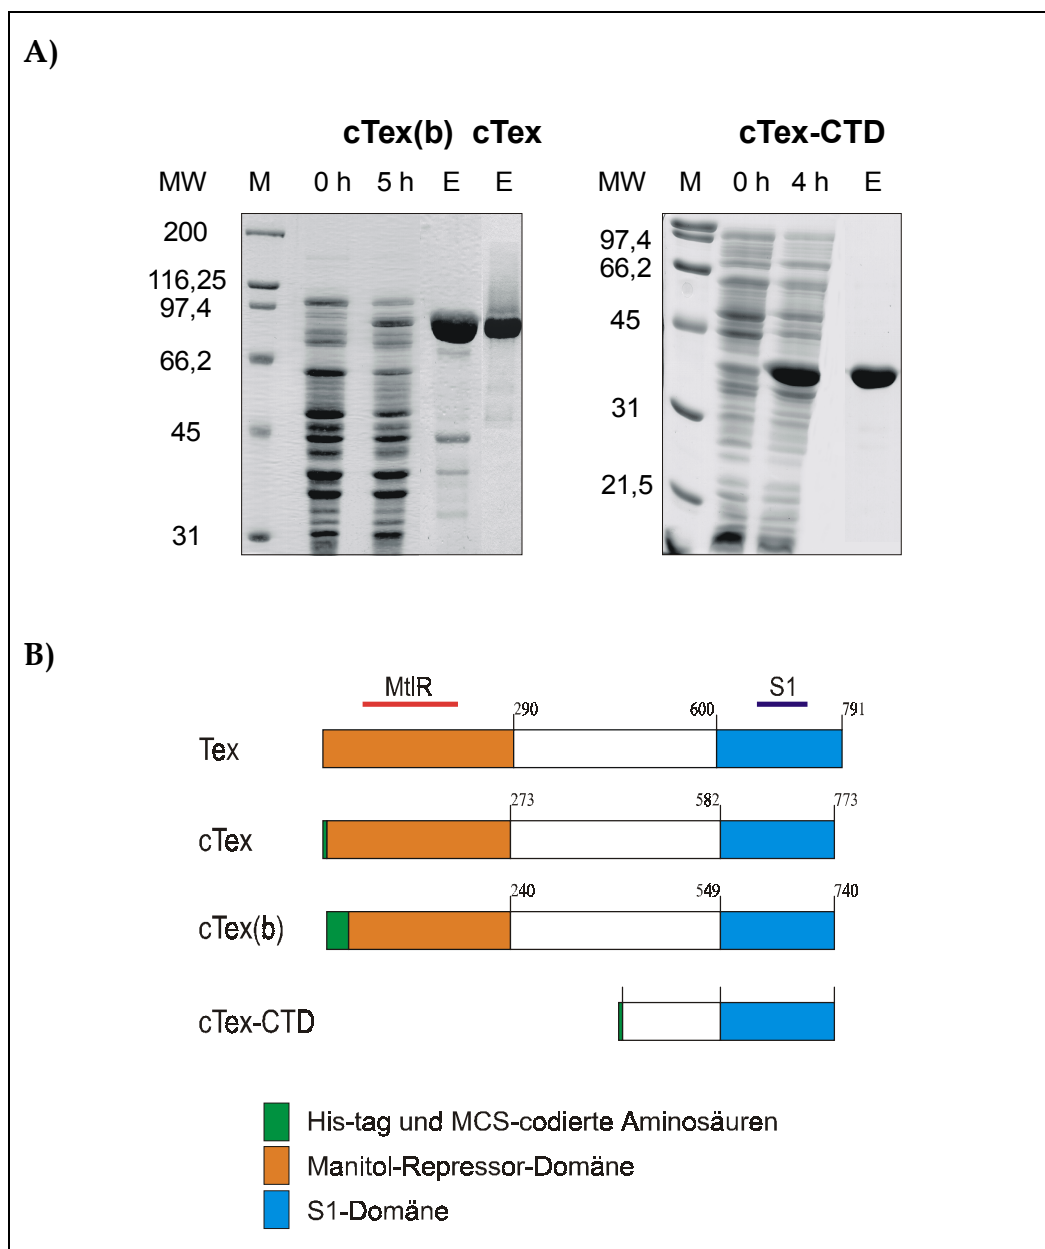 A)
cTex(b) cTex
MW M 0 h 5 h E E
200
116,25
97,4
66,2
45
31
cTex-CTD
MW M 0 h 4 h E
97,4
66,2
45
31
21,5
B)
MtlR S1
290 600 791
Tex
273 582 773
cTex
240 549 740
cTex(b)
cTex-CTD
His-tag und MCS-codierte Aminosäuren
Manitol-Repressor-Domäne
S1-Domäne